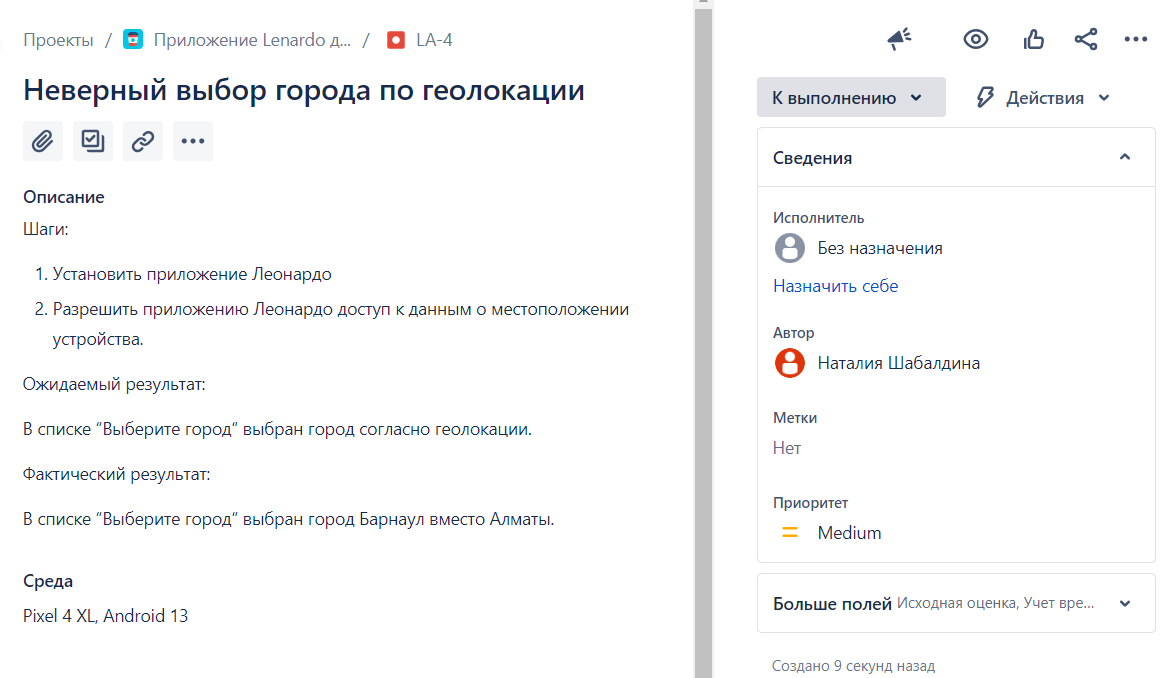 Проекты / Приложение Lenardo д... / LA-4
Неверный выбор города по геолокации
Описание
Шаги:
1. Установить приложение Леонардо
2. Разрешить приложению Леонардо доступ к данным о местоположении
устройства.
Ожидаемый результат:
В списке “Выберите город“ выбран город согласно геолокации.
Фактический результат:
В списке “Выберите город“ выбран город Барнаул вместо Алматы.
Среда
Pixel 4 XL, Android 13
К выполнению
Действия
Сведения
Исполнитель
Без назначения
Назначить себе
Автор
Наталия Шабалдина
Метки
Нет
Приоритет
Medium
Больше полей Исходная оценка, Учет вре...
Создано 9 секунд назад